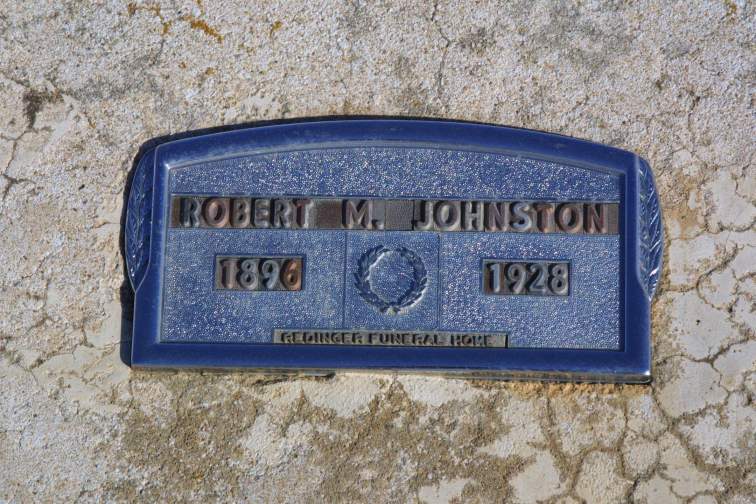 ROBERT M. JOHNSTON
1896 1928
REDINGER FUNERAL HOME